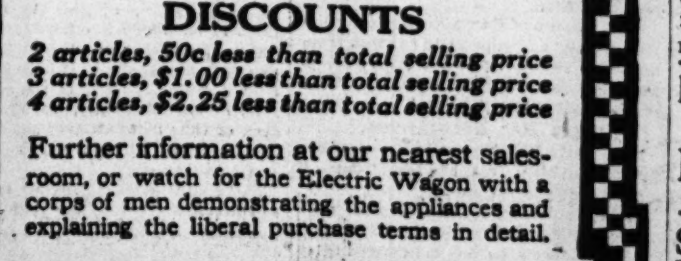 DISCOUNTS
2 articles, 50c less than total selling price
3 articles, $1.00 less than total selling price
4 articles, $2.25 less than total selling price
Further information at our nearest sales-
room, or watch for the Electric Wagon with a
corps of men demonstrating the appliances and
explaining the liberal purchase terms in detail.